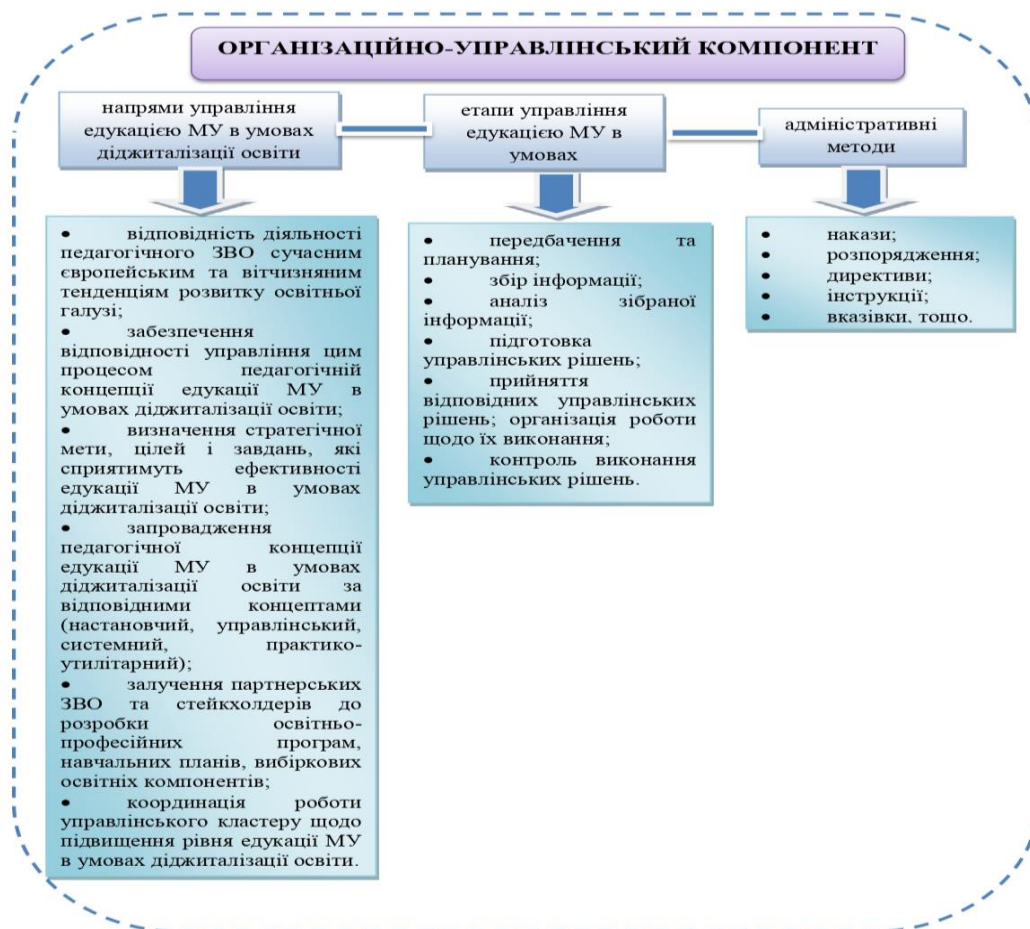 ОРГАНІЗАЦІЙНО-УПРАВЛІНСЬКИЙ КОМПОНЕНТ
напрями управління
едукацією МУ в умовах
діджиталізації освіти
етапи управління
едукацією МУ в
умовах
адміністративні
методи
• відповідність діяльності
педагогічного ЗВО сучасним
європейським та вітчизняним
тенденціям розвитку освітньої
галузі;
• забезпечення
відповідності управління цим
процесом педагогічній
концепції едукації МУ в
умовах діджиталізації освіти;
• визначення стратегічної
мети, цілей і завдань, які
сприятимуть ефективності
едукації МУ в умовах
діджиталізації освіти;
• запровадження
педагогічної концепції
едукації МУ в умовах
діджиталізації освіти за
відповідними концептами
(настановчий, управлінський,
системний, практико-
утилітарний);
• залучення партнерських
ЗВО та стейкхолдерів до
розробки освітньо-
професійних програм,
навчальних планів, вибіркових
освітніх компонентів;
• координація роботи
управлінського кластеру щодо
підвищення рівня едукації МУ
в умовах діджиталізації освіти.
• передбачення та
планування;
• збір інформації;
• аналіз зібраної
інформації;
• підготовка
управлінських рішень;
• прийняття
відповідних управлінських
рішень; організація роботи
щодо їх виконання;
• контроль виконання
управлінських рішень.
• накази;
• розпорядження;
• директиви;
• інструкції;
• вказівки, тощо.